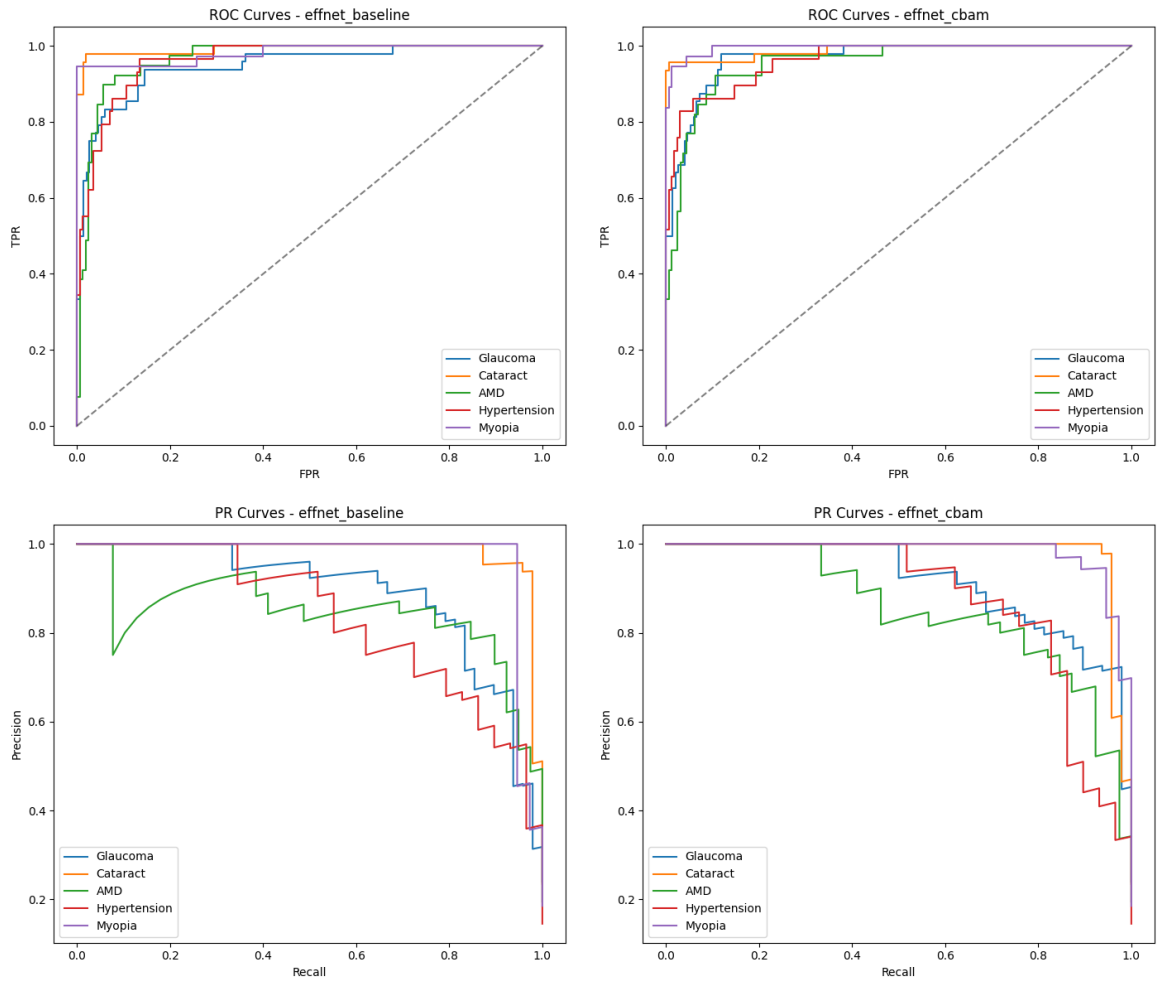 ROC Curves - effnet_baseline
1.0
0.8
0.6
0.4
0.2
0.0
TPR
0.0 0.2 0.4 0.6 0.8 1.0
FPR
Glaucoma
Cataract
AMD
Hypertension
Myopia
ROC Curves - effnet_cbam
1.0
0.8
0.6
0.4
0.2
0.0
TPR
0.0 0.2 0.4 0.6 0.8 1.0
FPR
Glaucoma
Cataract
AMD
Hypertension
Myopia
PR Curves - effnet_baseline
1.0
0.8
0.6
0.4
0.2
Precision
0.0 0.2 0.4 0.6 0.8 1.0
Recall
Glaucoma
Cataract
AMD
Hypertension
Myopia
PR Curves - effnet_cbam
1.0
0.8
0.6
0.4
0.2
Precision
0.0 0.2 0.4 0.6 0.8 1.0
Recall
Glaucoma
Cataract
AMD
Hypertension
Myopia